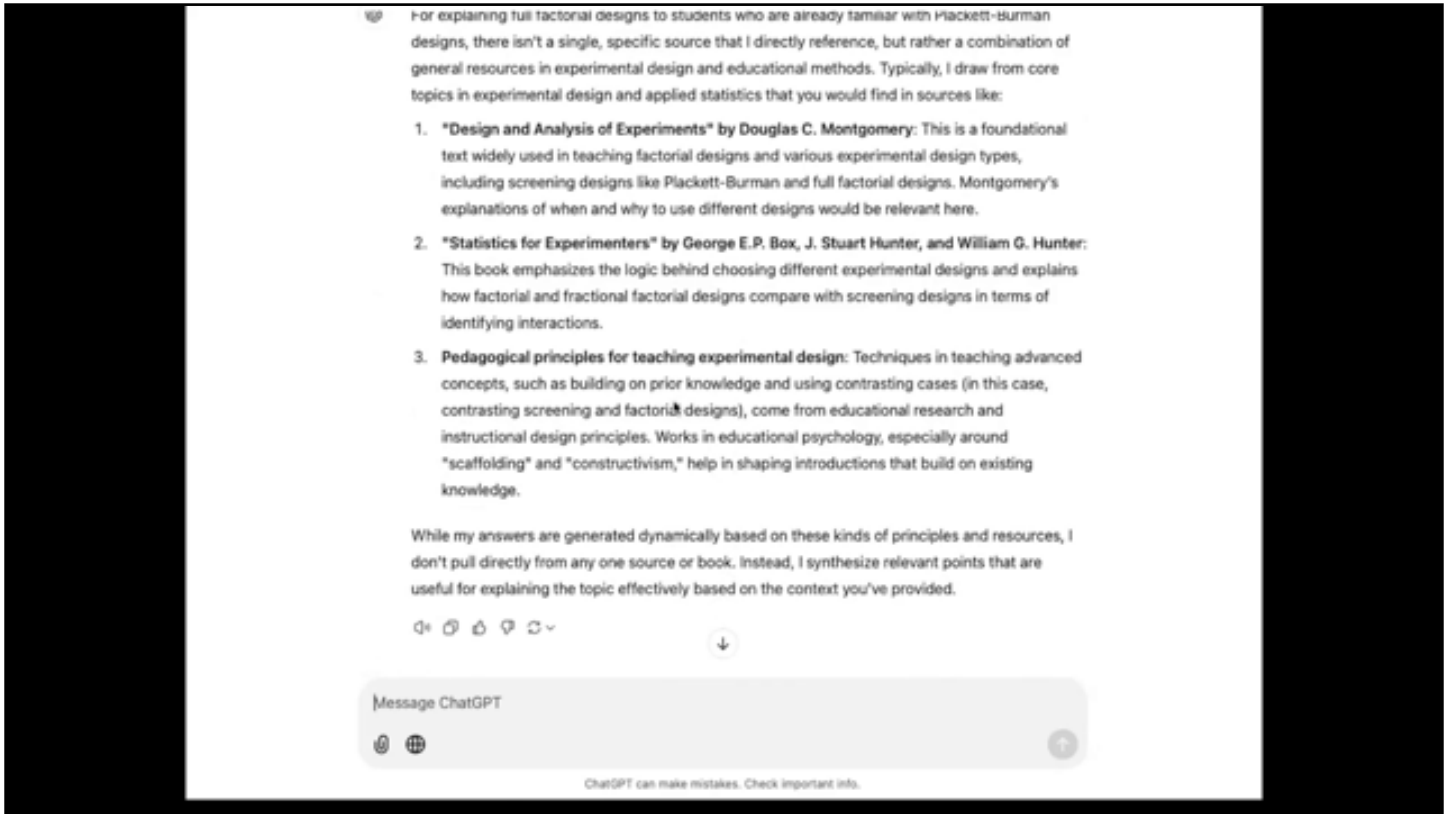 For explaining full factorial designs to students who are already familiar with Plackett-Burman
designs, there isn't a single, specific source that I directly reference, but rather a combination of
general resources in experimental design and educational methods. Typically, I draw from core
topics in experimental design and applied statistics that you would find in sources like:
1. "Design and Analysis of Experiments" by Douglas C. Montgomery: This is a foundational
text widely used in teaching factorial designs and various experimental design types,
including screening designs like Plackett-Burman and full factorial designs. Montgomery's
explanations of when and why to use different designs would be relevant here.
2. "Statistics for Experimenters" by George E.P. Box, J. Stuart Hunter, and William G. Hunter:
This book emphasizes the logic behind choosing different experimental designs and explains
how factorial and fractional factorial designs compare with screening designs in terms of
identifying interactions.
3. Pedagogical principles for teaching experimental design: Techniques in teaching advanced
concepts, such as building on prior knowledge and using contrasting cases (in this case,
contrasting screening and factorial designs), come from educational research and
instructional design principles. Works in educational psychology, especially around
"scaffolding" and "constructivism," help in shaping introductions that build on existing
knowledge.
While my answers are generated dynamically based on these kinds of principles and resources, I
don't pull directly from any one source or book. Instead, I synthesize relevant points that are
useful for explaining the topic effectively based on the context you've provided.
Message ChatGPT
ChatGPT can make mistakes. Check important info.